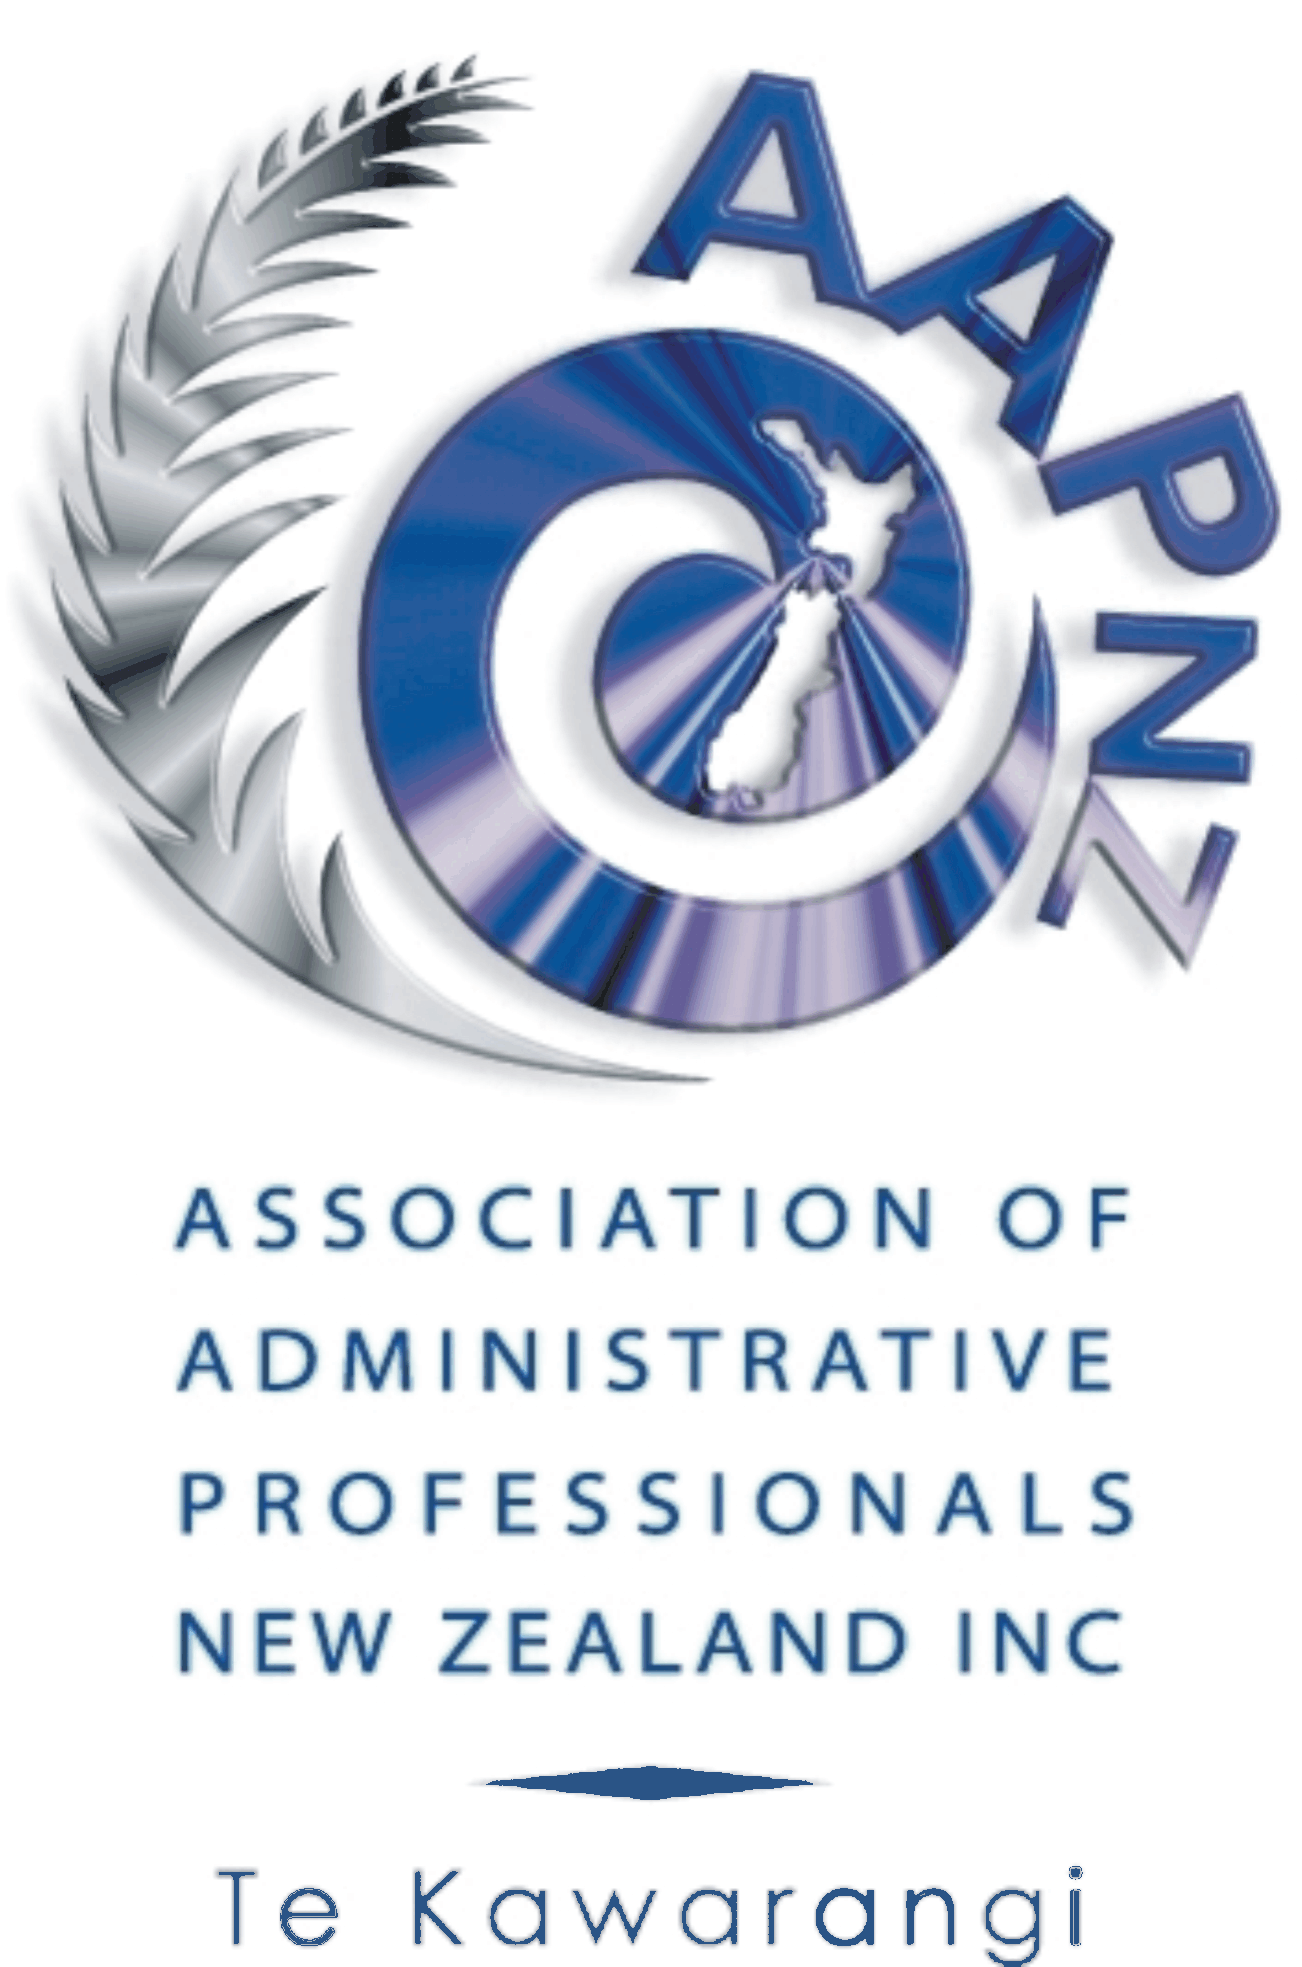 AAPNZ
ASSOCIATION OF
ADMINISTRATIVE
PROFESSIONALS
NEW ZEALAND INC
Te Kawarangi